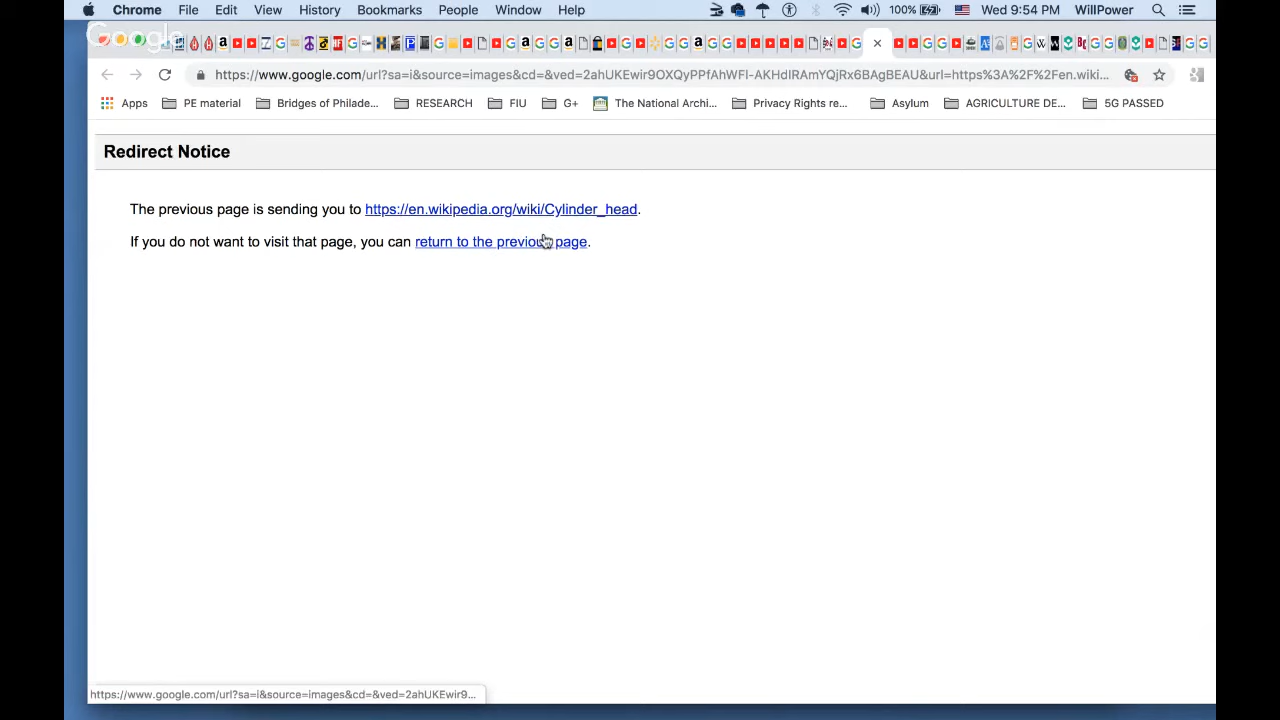 Chrome File Edit View History Bookmarks People Window Help 100% Wed 9:54 PM WillPower
Google
https://www.google.com/url?sa=i&source=images&cd=&ved=2ahUKEwir9OXQyPPfAhWFl-AKHdIRAmYQjRx6BAgBEAU&url=https%3A%2F%2Fen.wiki...
Apps PE material Bridges of Philade... RESEARCH FIU G+ The National Archi... Privacy Rights re... Asylum AGRICULTURE DE... 5G PASSED
Redirect Notice
The previous page is sending you to https://en.wikipedia.org/wiki/Cylinder_head.
If you do not want to visit that page, you can return to the previous page.
https://www.google.com/url?sa=i&source=images&cd=&ved=2ahUKEwir9...